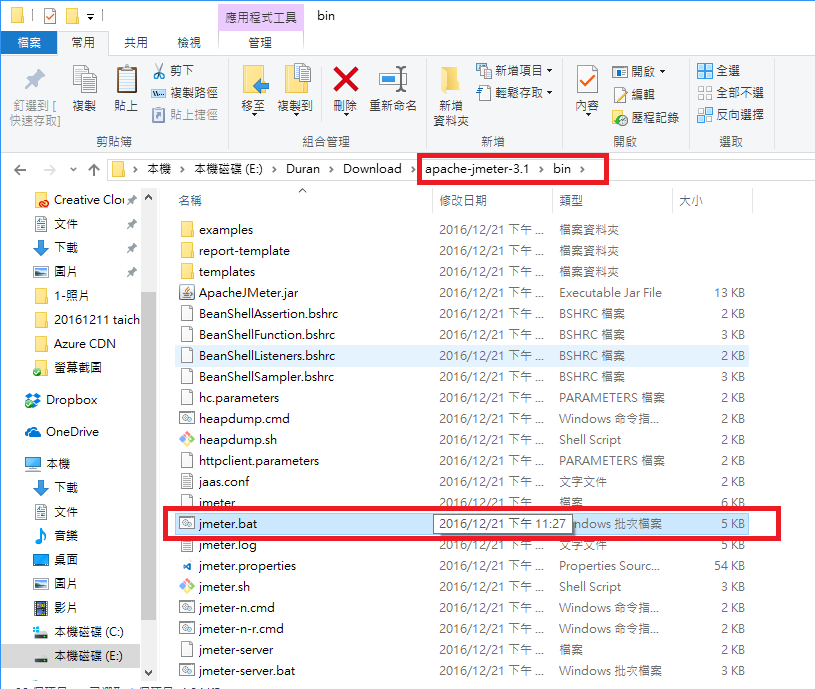 應用程式工具 bin
檔案 常用 共用 檢視 管理
釘選到 [快速存取] 複製 貼上 剪下 複製路徑 貼上捷徑
移至 複製到 刪除 重新命名
新增資料夾 新增項目 輕鬆存取
內容 開啟 編輯 歷程記錄
全選 全部不選 反向選擇
剪貼簿 組合管理 新增 開啟 選取
本機 本機磁碟 (E:) Duran Download apache-jmeter-3.1 bin
名稱 修改日期 類型 大小
examples 2016/12/21 下午 ... 檔案資料夾
report-template 2016/12/21 下午 ... 檔案資料夾
templates 2016/12/21 下午 ... 檔案資料夾
ApacheJMeter.jar 2016/12/21 下午 ... Executable Jar File 13 KB
BeanShellAssertion.bshrc 2016/12/21 下午 ... BSHRC 檔案 2 KB
BeanShellFunction.bshrc 2016/12/21 下午 ... BSHRC 檔案 3 KB
BeanShellListeners.bshrc 2016/12/21 下午 ... BSHRC 檔案 2 KB
BeanShellSampler.bshrc 2016/12/21 下午 ... BSHRC 檔案 3 KB
hc.parameters 2016/12/21 下午 ... PARAMETERS 檔案 2 KB
heapdump.cmd 2016/12/21 下午 ... Windows 命令指... 2 KB
heapdump.sh 2016/12/21 下午 ... Shell Script 2 KB
httpclient.parameters 2016/12/21 下午 ... PARAMETERS 檔案 2 KB
jaas.conf 2016/12/21 下午 ... 文字文件 2 KB
jmeter 2016/12/21 下午 ... 檔案 6 KB
jmeter.bat 2016/12/21 下午 11:27 ndows 批次檔案 5 KB
jmeter.log 2016/12/21 下午 ... 文字文件 5 KB
jmeter.properties 2016/12/21 下午 ... Properties Sourc... 54 KB
jmeter.sh 2016/12/21 下午 ... Shell Script 3 KB
jmeter-n.cmd 2016/12/21 下午 ... Windows 命令指... 2 KB
jmeter-n-r.cmd 2016/12/21 下午 ... Windows 命令指... 2 KB
jmeter-server 2016/12/21 下午 ... 檔案 2 KB
jmeter-server.bat 2016/12/21 下午 ... Windows 批次檔案 3 KB
Creative Clou
文件
下載
圖片
1-照片
20161211 taich
Azure CDN
螢幕截圖
Dropbox
OneDrive
本機
下載
文件
音樂
桌面
圖片
影片
本機磁碟 (C:)
本機磁碟 (E:)